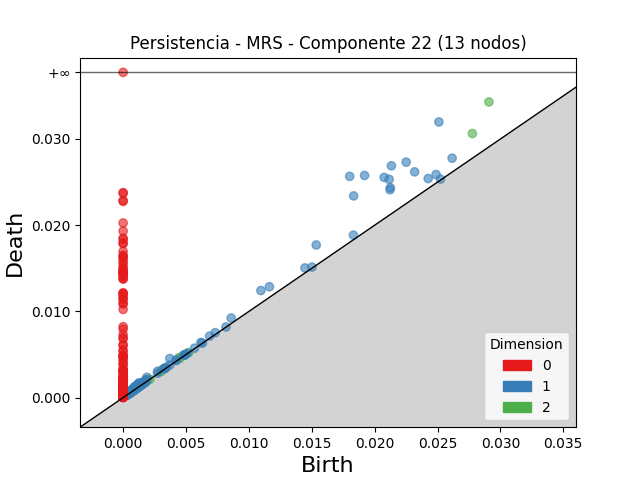 Persistencia - MRS - Componente 22 (13 nodos)
+∞
0.030
0.020
0.010
0.000
Death
0.000 0.005 0.010 0.015 0.020 0.025 0.030 0.035
Birth
Dimension
0
1
2